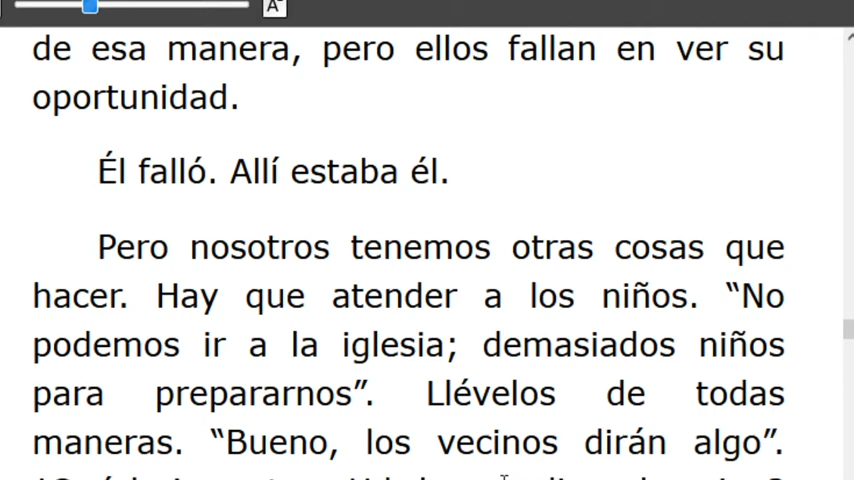 A
de esa manera, pero ellos fallan en ver su
oportunidad.
Él falló. Allí estaba él.
Pero nosotros tenemos otras cosas que
hacer. Hay que atender a los niños. “No
podemos ir a la iglesia; demasiados niños
para prepararnos”. Llévelos de todas
maneras. “Bueno, los vecinos dirán algo”.